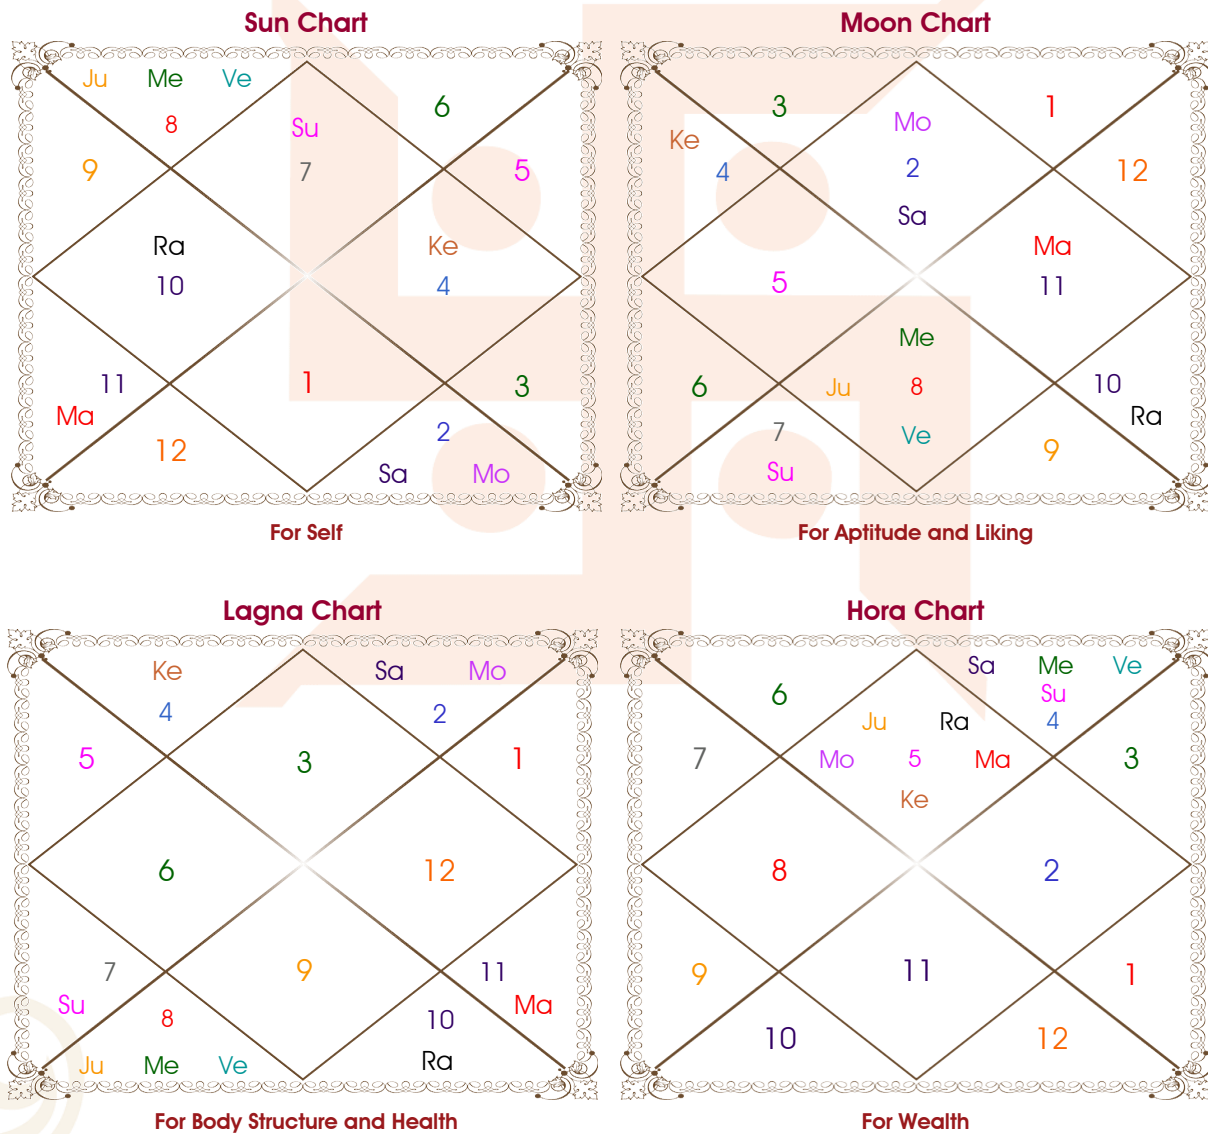 Sun Chart
Ju Me Ve
8
Su
7
6
9
5
Ra
10
Ke
4
11
Ma
12
1
3
2
Sa Mo
For Self
Moon Chart
3
Mo
2
Sa
1
Ke
4
12
5
Ma
11
Me
Ju 8
Ve
6
7
Su
10
Ra
9
For Aptitude and Liking
Lagna Chart
Ke
4
Sa Mo
2
5
3
1
6
12
7
Su
8
Ju Me Ve
9
11
Ma
10
Ra
For Body Structure and Health
Hora Chart
6
Sa Me Ve
Su
4
Ju Ra
Mo 5 Ma
Ke
7
3
8
2
9
11
1
10
12
For Wealth